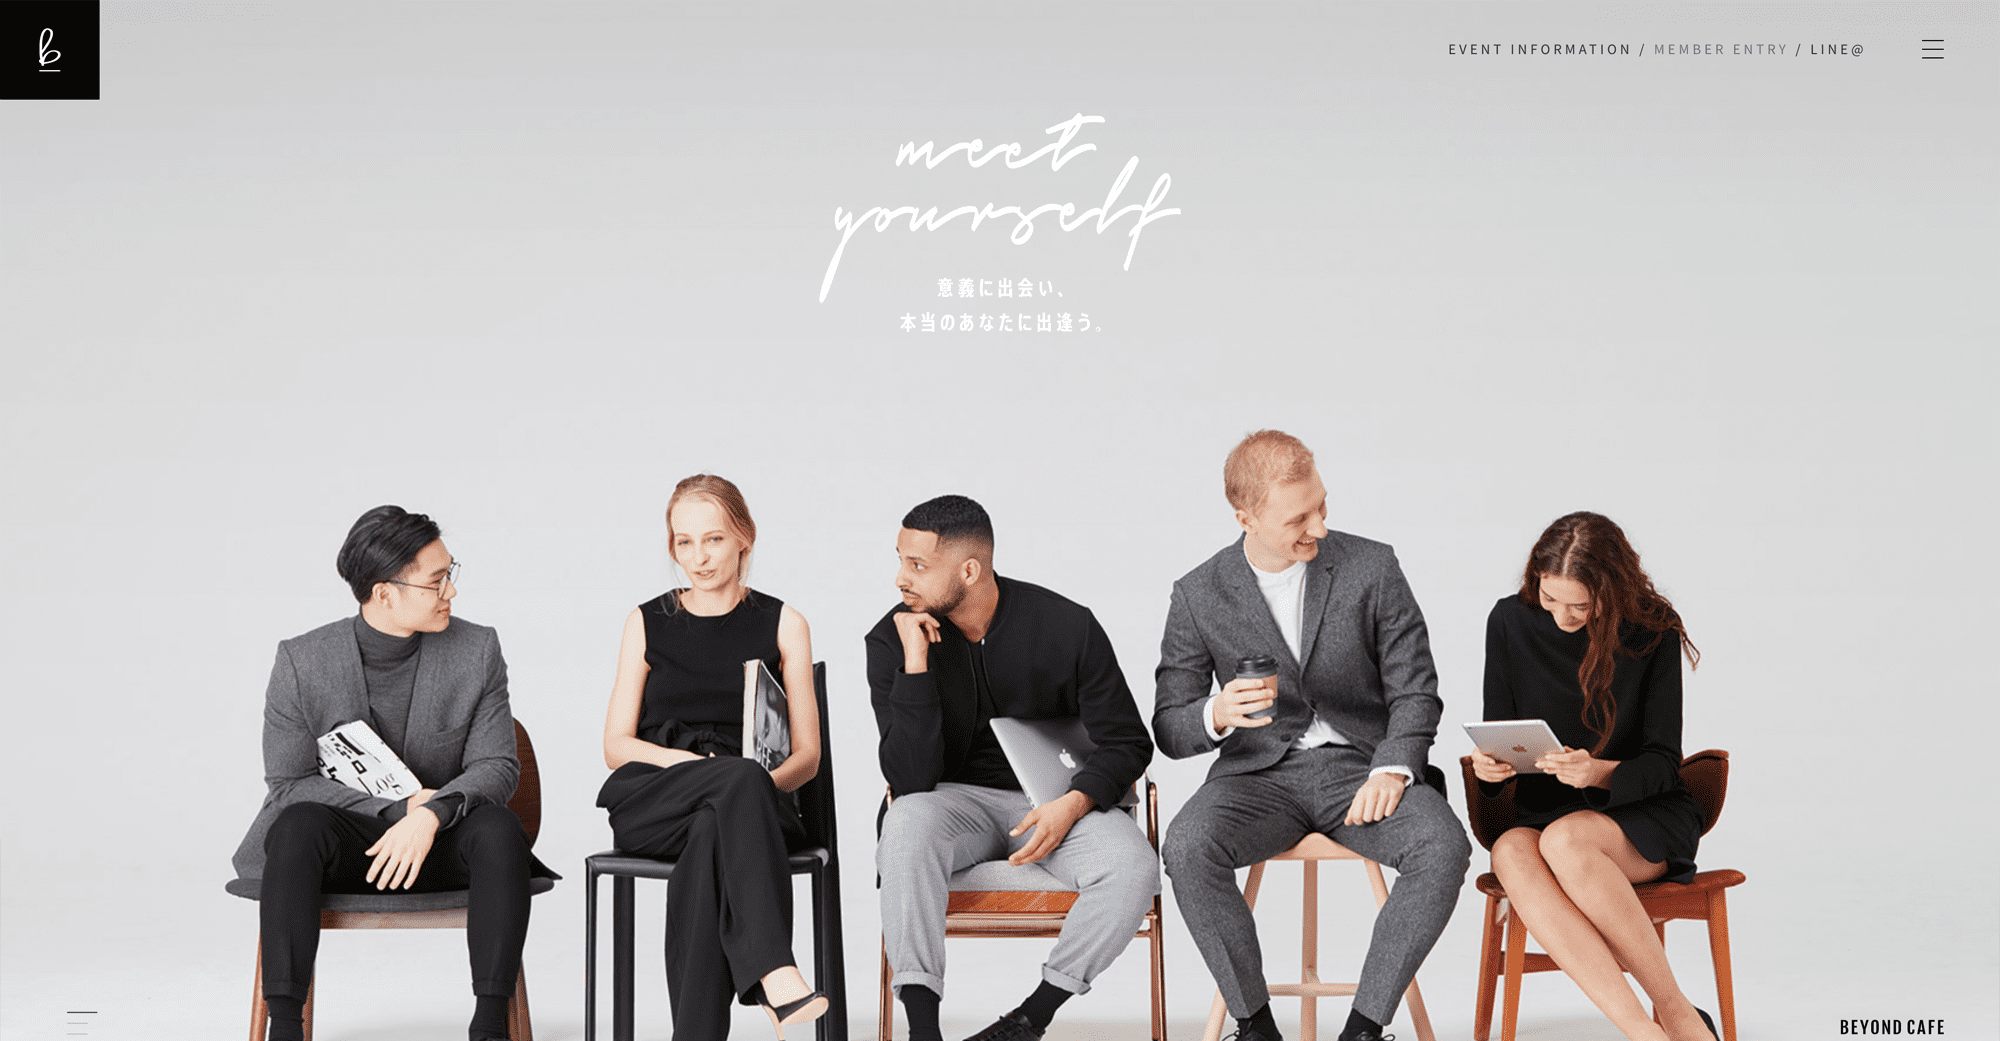 b
EVENT INFORMATION / MEMBER ENTRY / LINE@
meet
yourself
意義に出会い、
本当のあなたに出逢う。
BEYOND CAFE